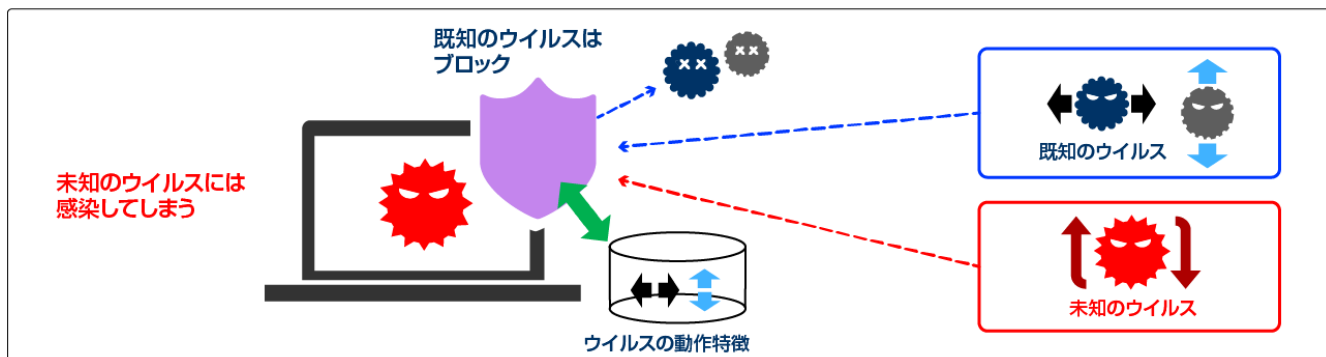 既知のウイルスは
ブロック
未知のウイルスには
感染してしまう
ウイルスの動作特徴
既知のウイルス
未知のウイルス